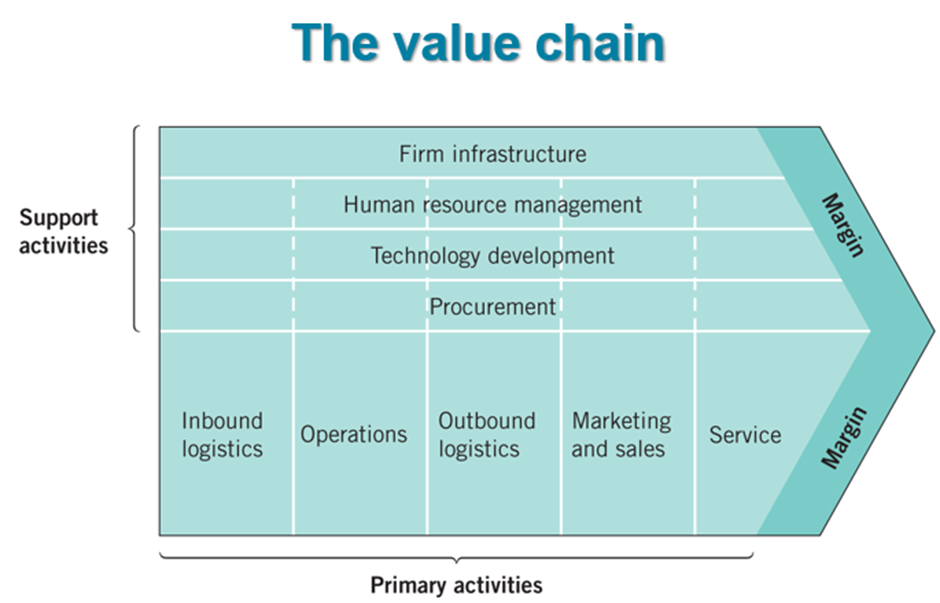 The value chain
Support
activities
Firm infrastructure
Human resource management
Technology development
Procurement
Inbound
logistics
Operations
Outbound
logistics
Marketing
and sales
Service
Margin
Margin
Primary activities